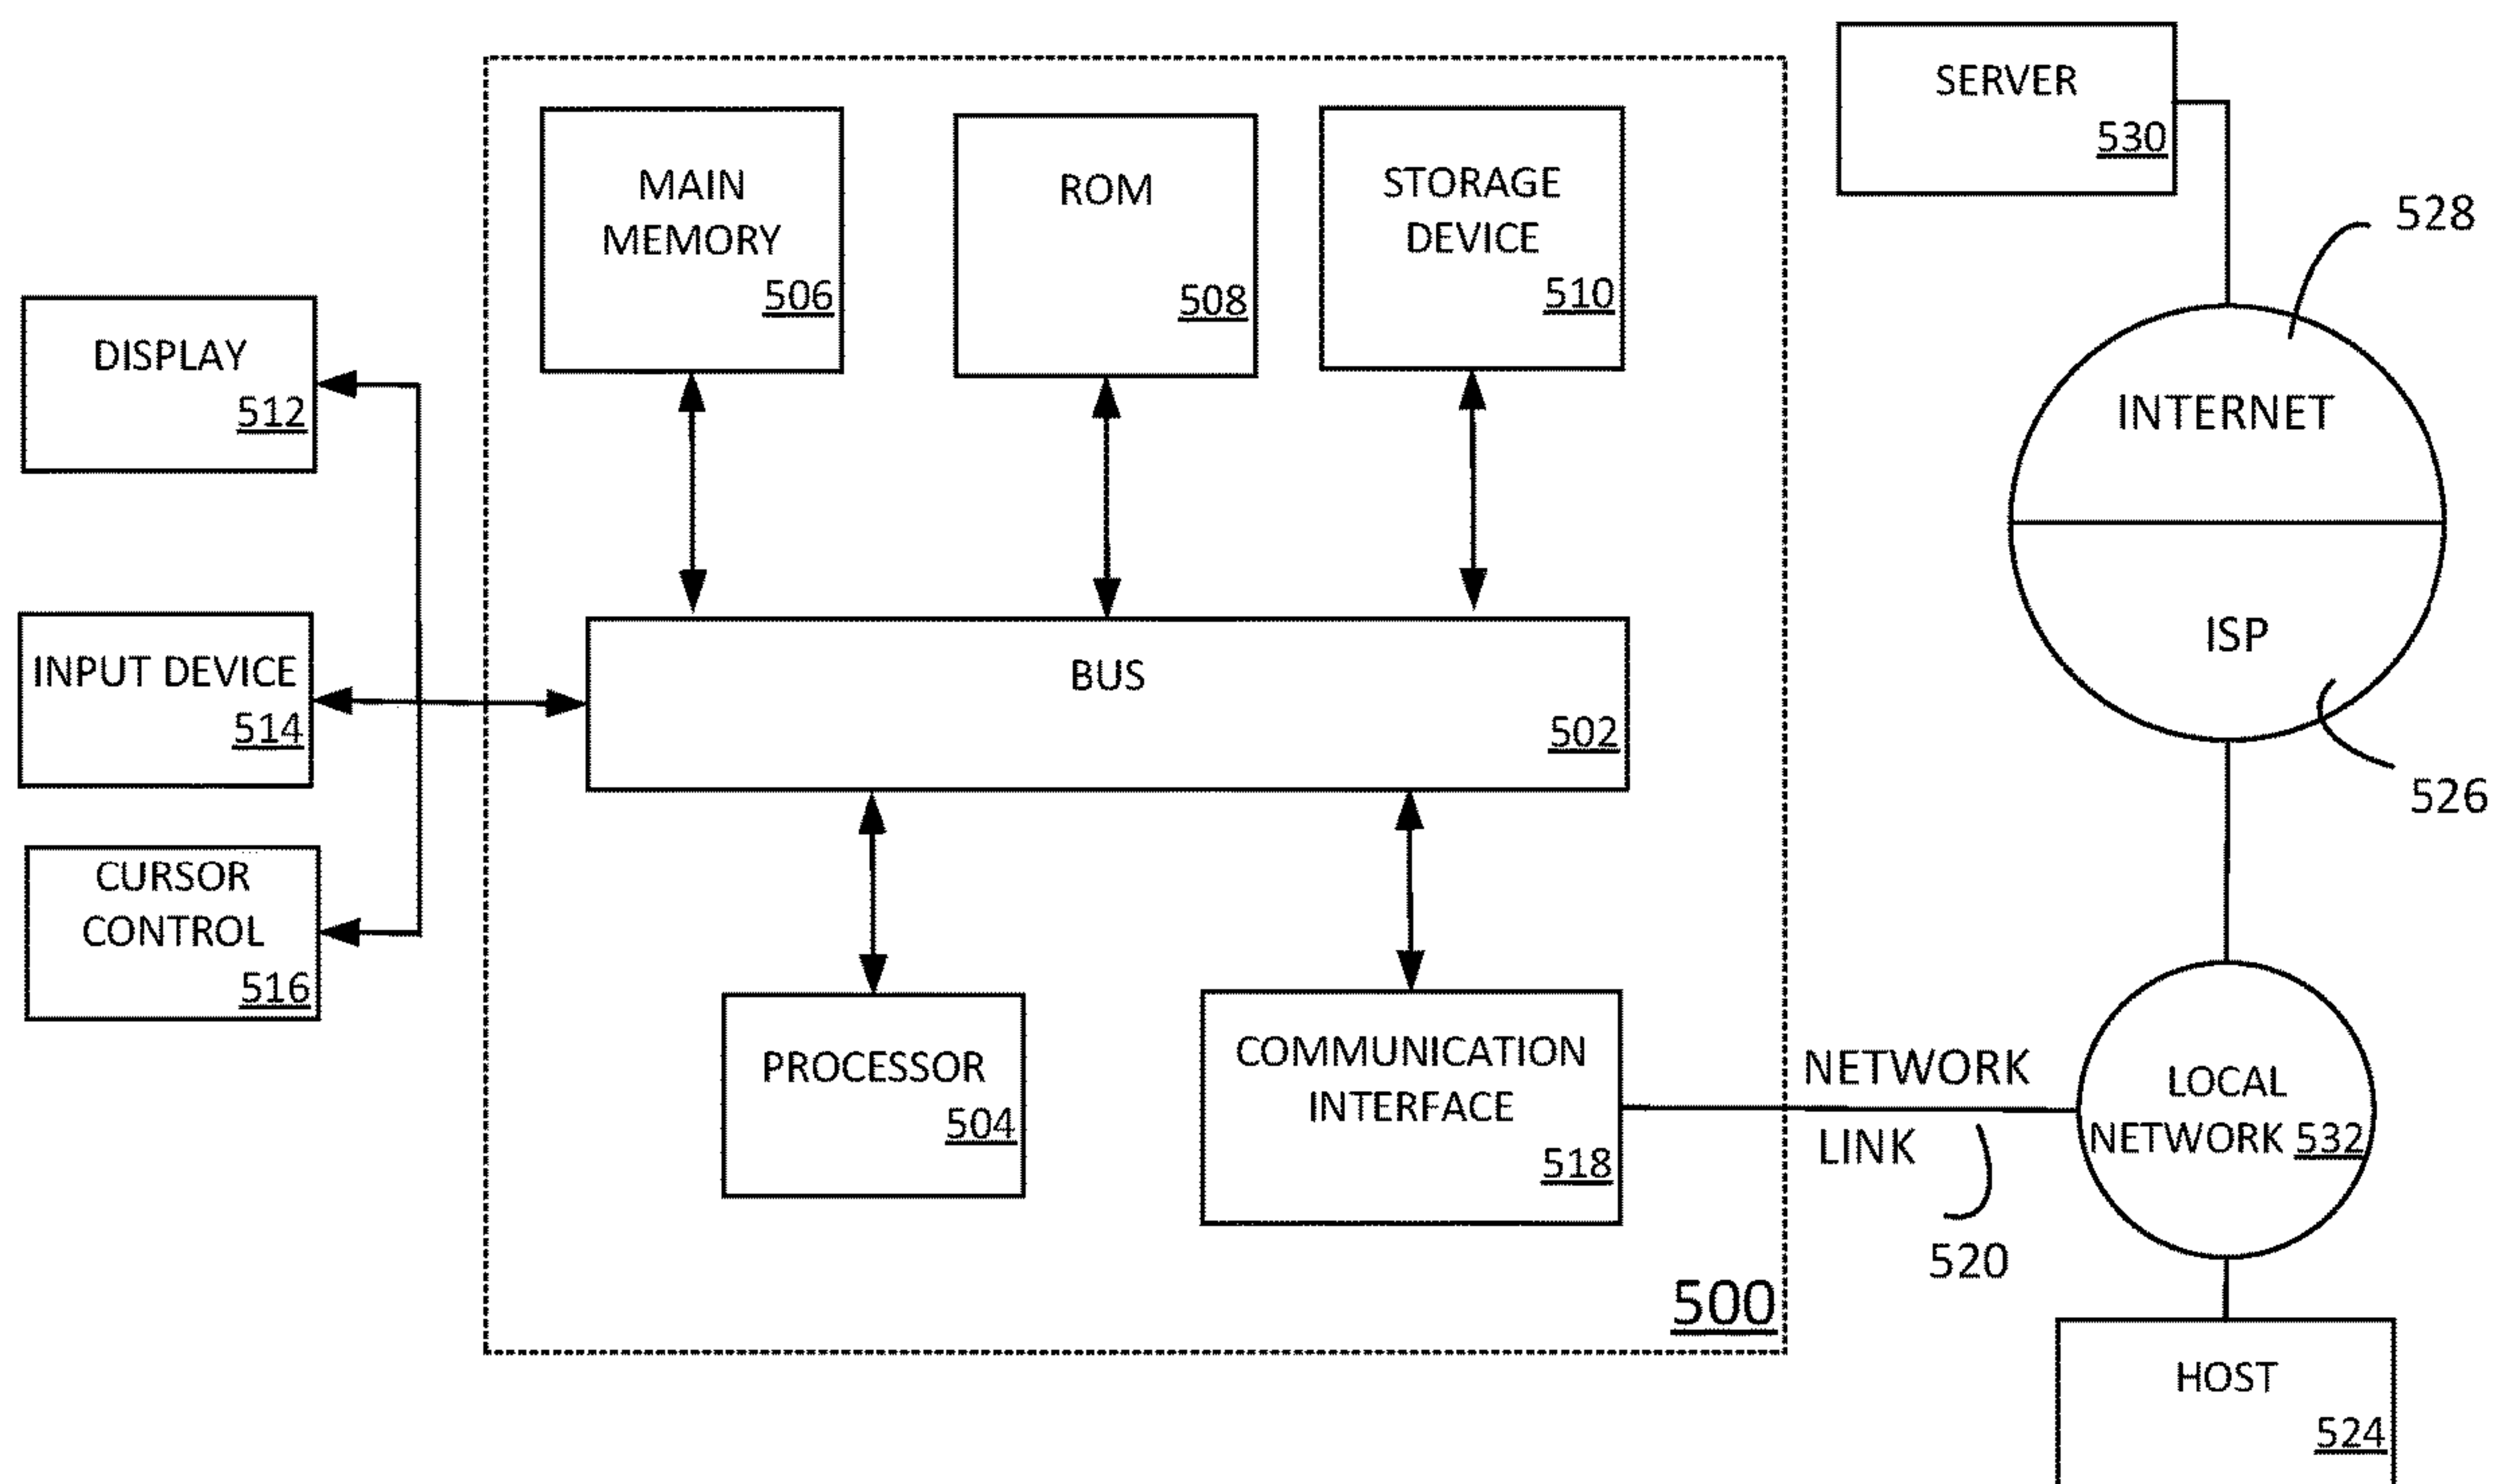 SERVER
530
528
MAIN
MEMORY
506
ROM
508
STORAGE
DEVICE
510
DISPLAY
512
INTERNET
ISP
526
INPUT DEVICE
514
BUS
502
CURSOR
CONTROL
516
PROCESSOR
504
COMMUNICATION
INTERFACE
518
NETWORK
LINK
520
LOCAL
NETWORK 532
500
HOST
524